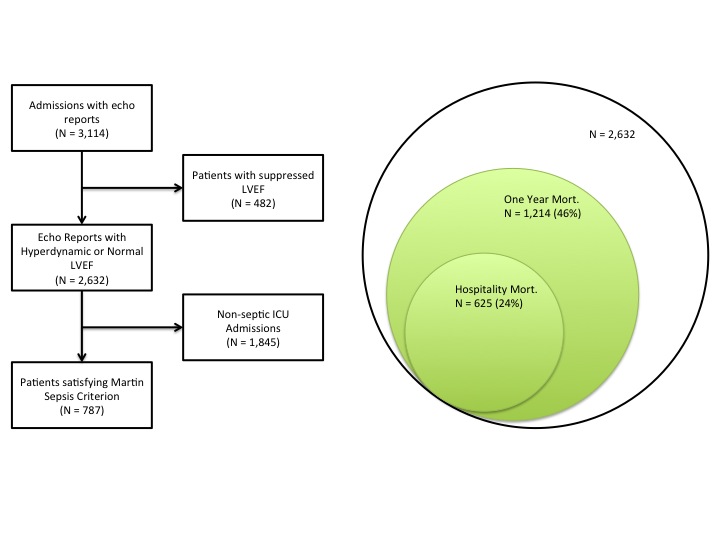 Admissions with echo
reports
(N = 3,114)
Patients with suppressed
LVEF
(N = 482)
Echo Reports with
Hyperdynamic or Normal
LVEF
(N = 2,632)
Non-septic ICU
Admissions
(N = 1,845)
Patients satisfying Martin
Sepsis Criterion
(N = 787)
N = 2,632
One Year Mort.
N = 1,214 (46%)
Hospitality Mort.
N = 625 (24%)